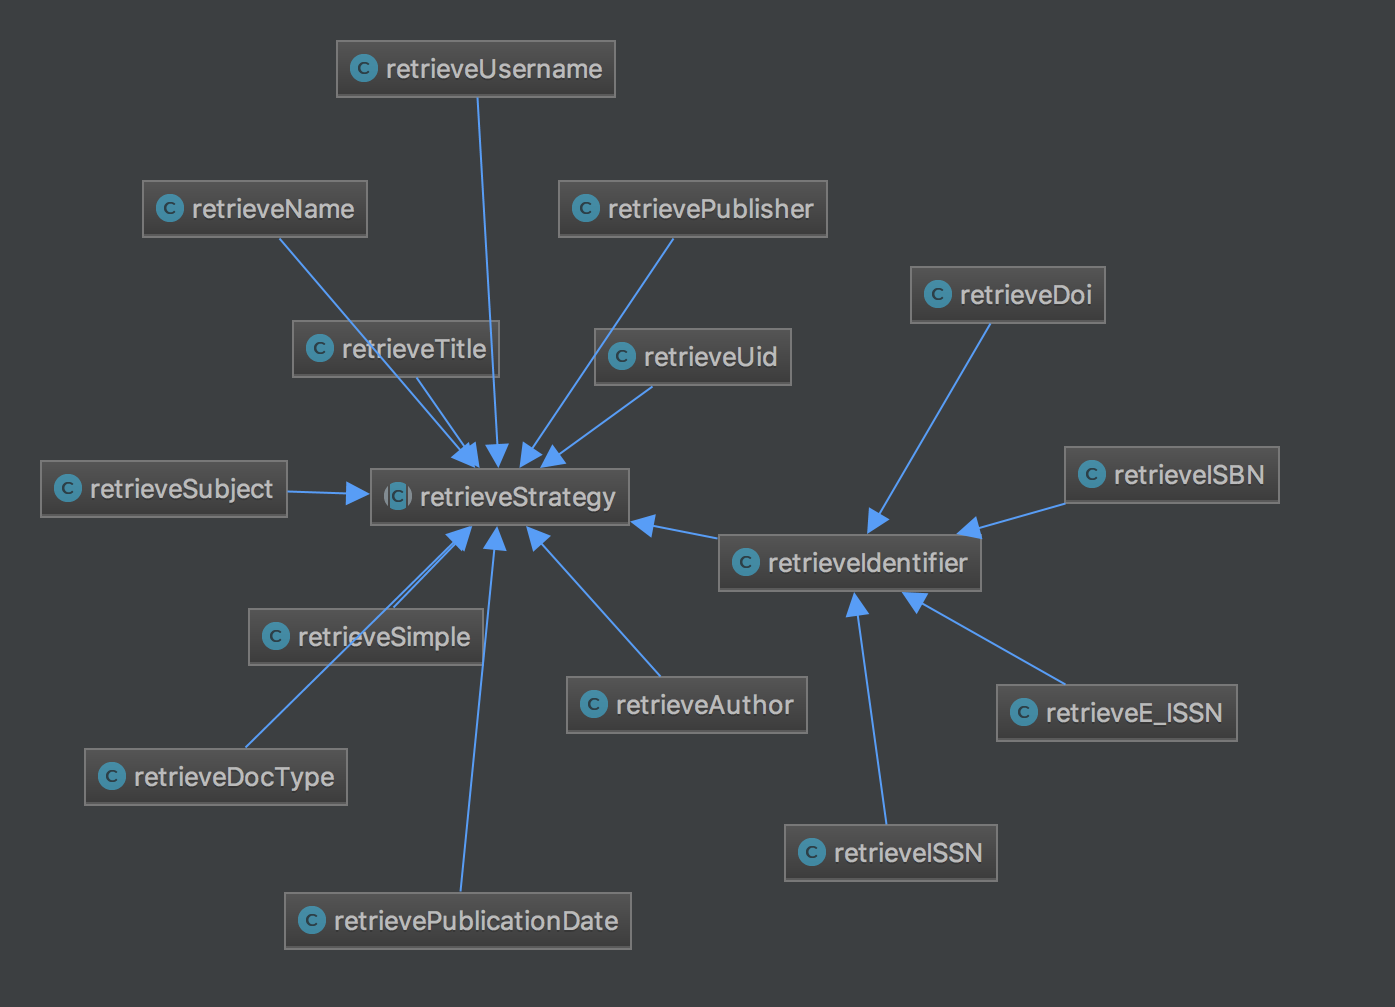 C retrieveUsername
C retrieveName
C retrievePublisher
C retrieveDoi
C retrieveTitle
C retrieveUid
C retrieveISBN
C retrieveSubject
C retrieveStrategy
C retrieveIdentifier
C retrieveSimple
C retrieveAuthor
C retrieveE_ISSN
C retrieveDocType
C retrieveISSN
C retrievePublicationDate